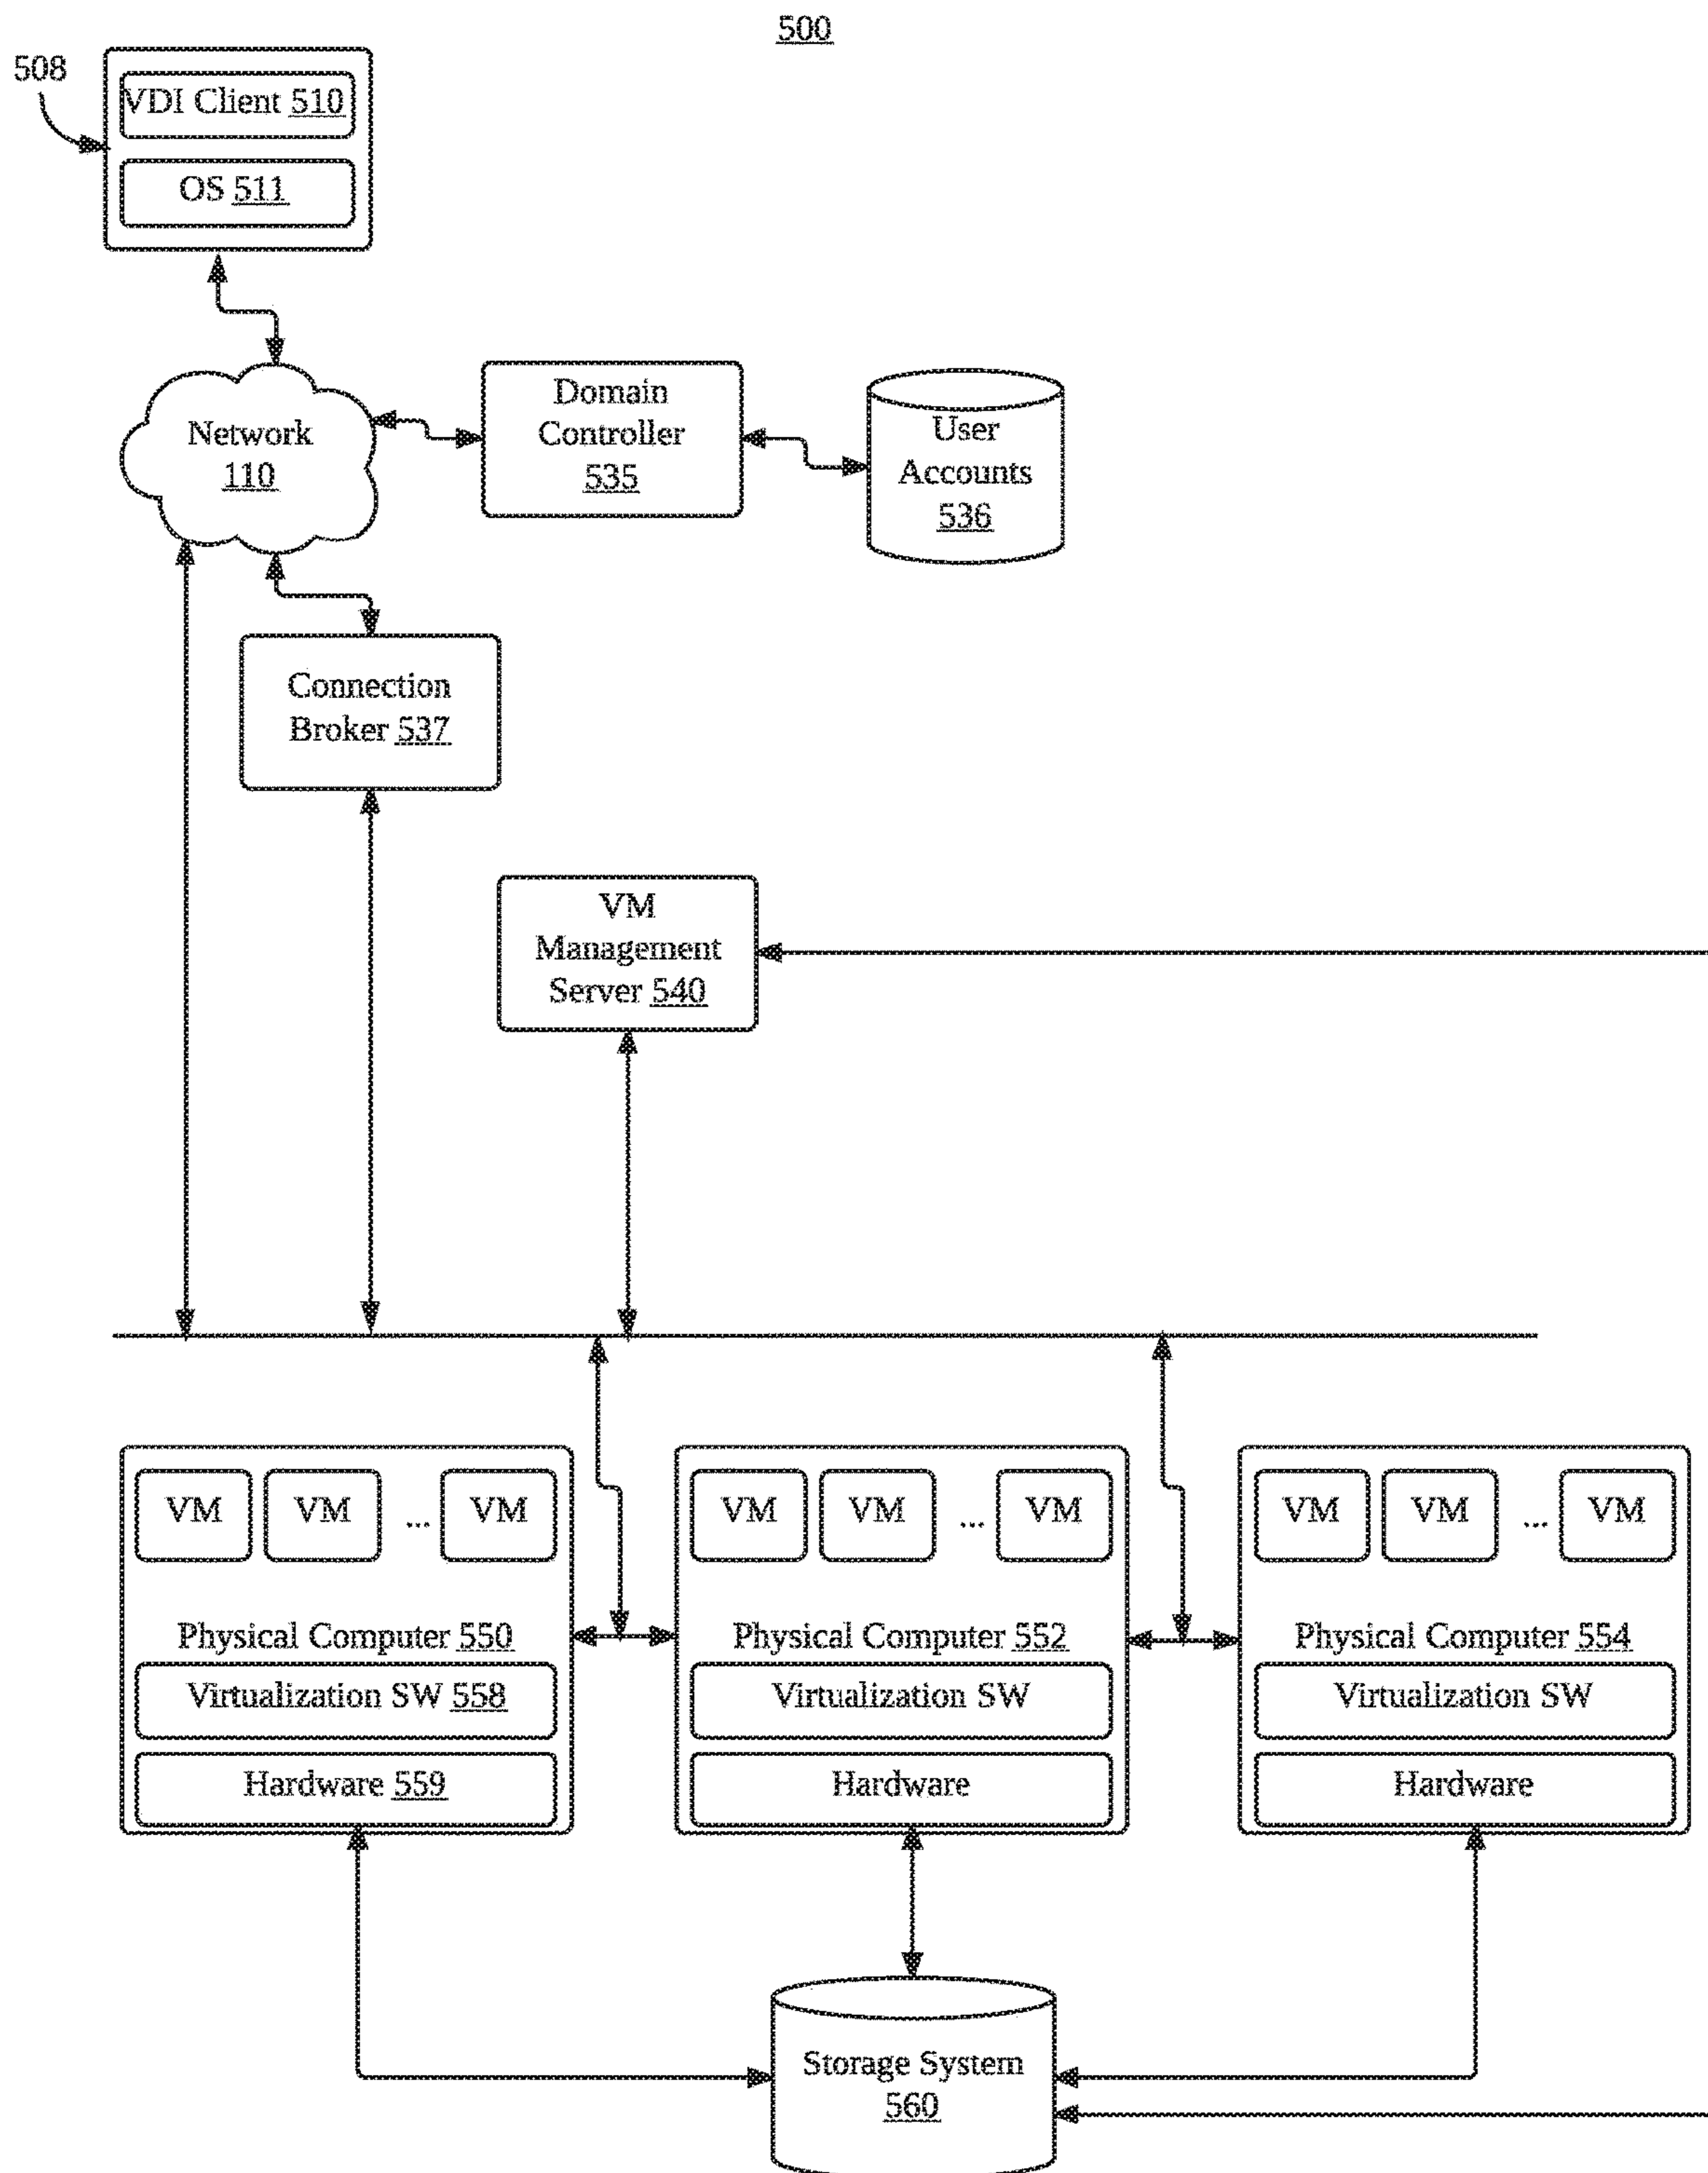 500
508
VDI Client 510
OS 511
Network
110
Domain
Controller
535
User
Accounts
536
Connection
Broker 537
VM
Management
Server 540
VM VM ... VM
VM VM ... VM
VM VM ... VM
Physical Computer 550
Physical Computer 552
Physical Computer 554
Virtualization SW 558
Virtualization SW
Virtualization SW
Hardware 559
Hardware
Hardware
Storage System
560